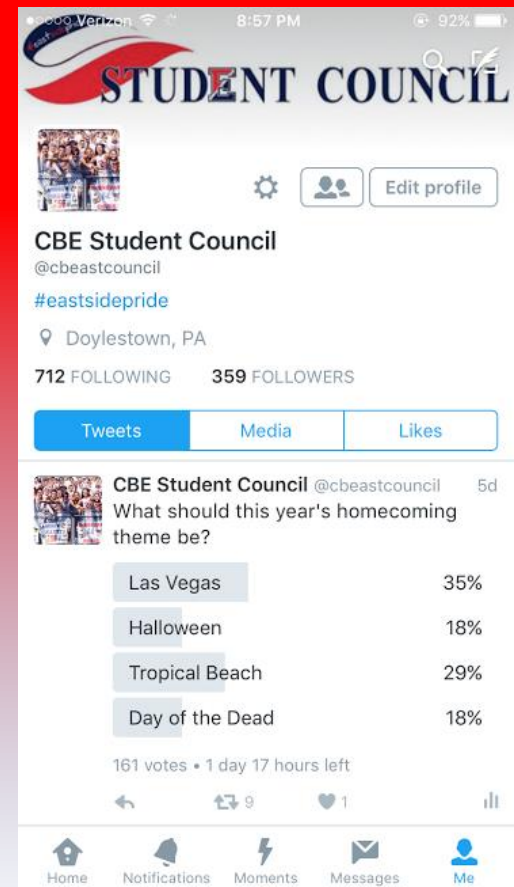 Verizon 8:57 PM 92%
STUDENT COUNCIL
Edit profile
CBE Student Council
@cbeastcouncil
#eastsidepride
Doylestown, PA
712 FOLLOWING 359 FOLLOWERS
Tweets Media Likes
CBE Student Council @cbeastcouncil 5d
What should this year's homecoming
theme be?
Las Vegas 35%
Halloween 18%
Tropical Beach 29%
Day of the Dead 18%
161 votes • 1 day 17 hours left
9 1
Home Notifications Moments Messages Me